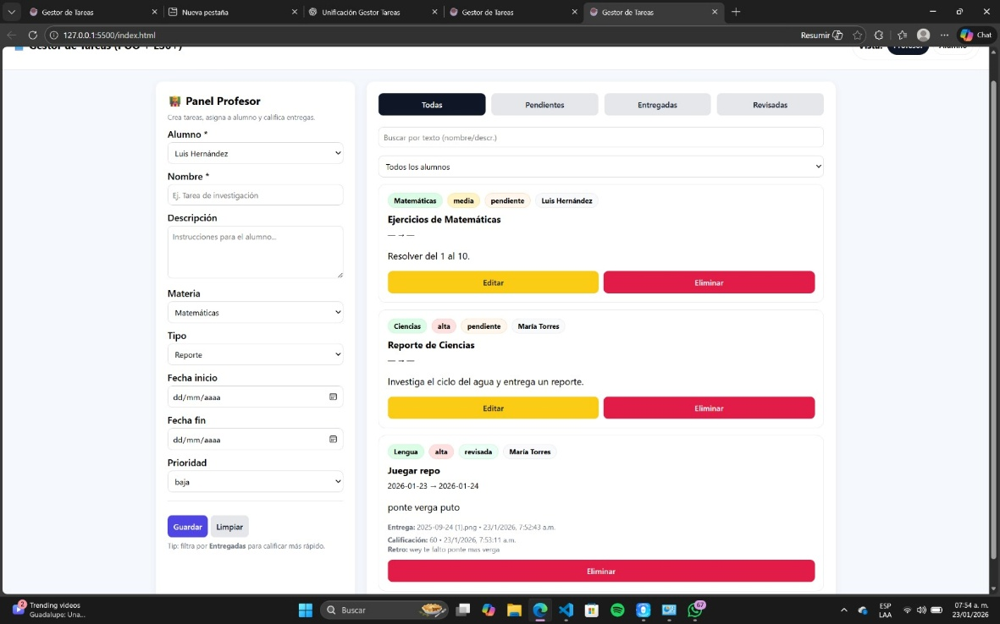 Gestor de Tareas
Nueva pestaña
Unificación Gestor Tareas
Gestor de Tareas
Gestor de Tareas
127.0.0.1:5500/index.html
Resumir
Chat
Gestor de Tareas (POO + ES6+)
Vista:
Profesor
Alumno
Panel Profesor
Crea tareas, asigna a alumno y califica entregas.
Alumno *
Luis Hernández
Nombre *
Ej. Tarea de investigación
Descripción
Instrucciones para el alumno...
Materia
Matemáticas
Tipo
Reporte
Fecha inicio
dd/mm/aaaa
Fecha fin
dd/mm/aaaa
Prioridad
baja
Guardar
Limpiar
Tip: filtra por Entregadas para calificar más rápido.
Todas
Pendientes
Entregadas
Revisadas
Buscar por texto (nombre/descr.)
Todos los alumnos
Matemáticas media pendiente Luis Hernández
Ejercicios de Matemáticas
— → —
Resolver del 1 al 10.
Editar
Eliminar
Ciencias alta pendiente María Torres
Reporte de Ciencias
— → —
Investiga el ciclo del agua y entrega un reporte.
Editar
Eliminar
Lengua alta revisada María Torres
Juegar repo
2026-01-23 → 2026-01-24
ponte verga puto
Entrega: 2025-09-24 (1).png • 23/1/2026, 7:52:43 a.m.
Calificación: 60 • 23/1/2026, 7:53:11 a.m.
Retro: wey te falto ponte mas verga
Eliminar
2
Trending videos
Guadalupe: Una...
Buscar
67
ESP
LAA
07:54 a. m.
23/01/2026